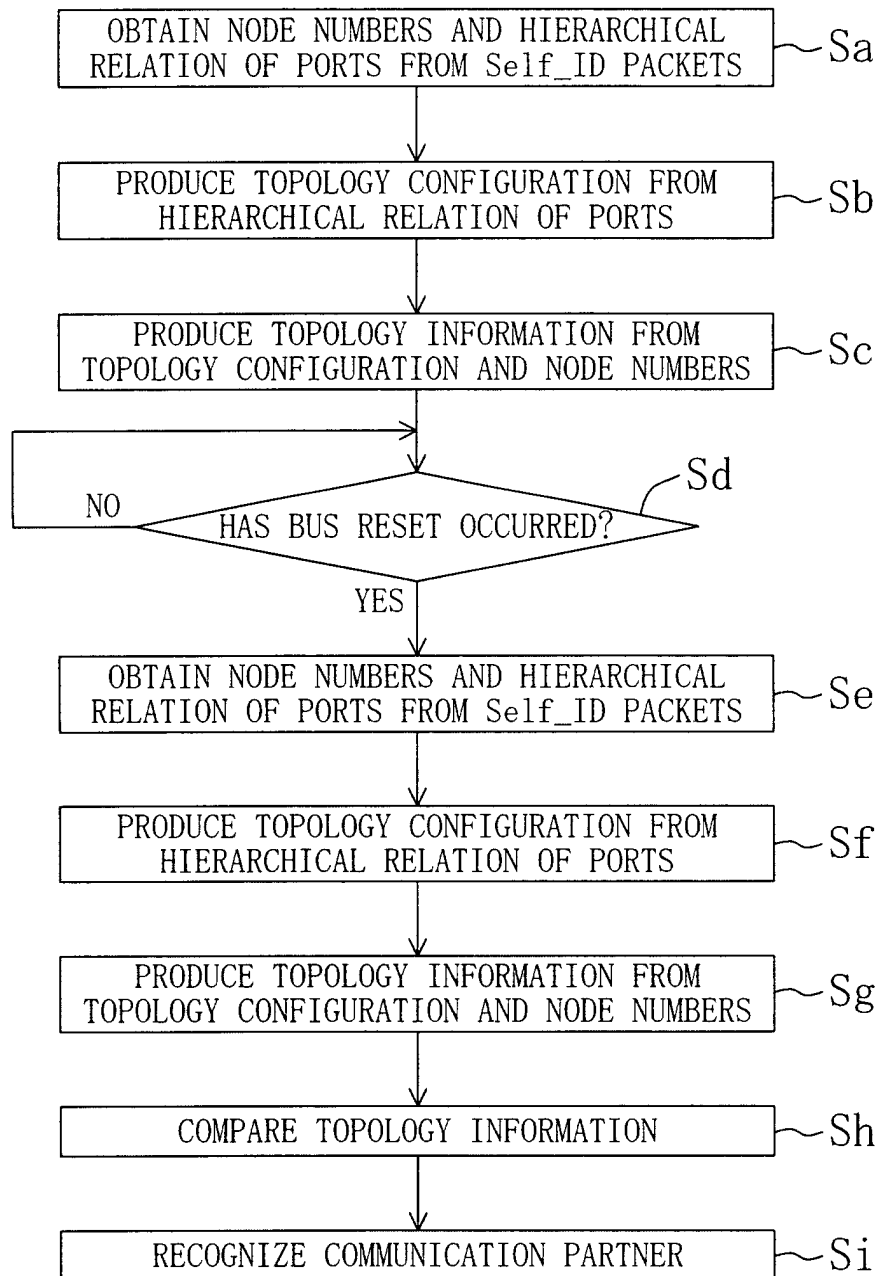 OBTAIN NODE NUMBERS AND HIERARCHICAL
RELATION OF PORTS FROM Self_ID PACKETS
Sa
PRODUCE TOPOLOGY CONFIGURATION FROM
HIERARCHICAL RELATION OF PORTS
Sb
PRODUCE TOPOLOGY INFORMATION FROM
TOPOLOGY CONFIGURATION AND NODE NUMBERS
Sc
Sd
NO
HAS BUS RESET OCCURRED?
YES
OBTAIN NODE NUMBERS AND HIERARCHICAL
RELATION OF PORTS FROM Self_ID PACKETS
Se
PRODUCE TOPOLOGY CONFIGURATION FROM
HIERARCHICAL RELATION OF PORTS
Sf
PRODUCE TOPOLOGY INFORMATION FROM
TOPOLOGY CONFIGURATION AND NODE NUMBERS
Sg
COMPARE TOPOLOGY INFORMATION
Sh
RECOGNIZE COMMUNICATION PARTNER
Si